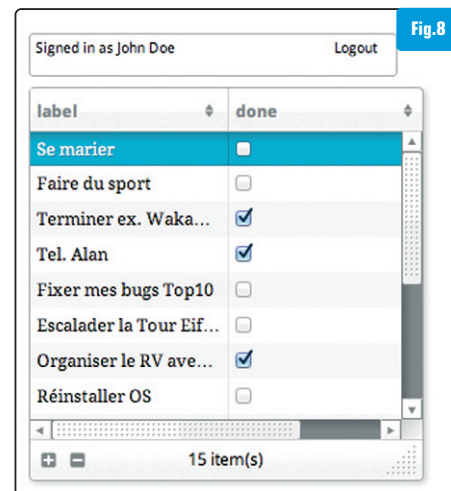 Fig.8
Signed in as John Doe Logout
label done
Se marier
Faire du sport
Terminer ex. Waka...
Tel. Alan
Fixer mes bugs Top10
Escalader la Tour Eif...
Organiser le RV ave...
Réinstaller OS
15 item(s)